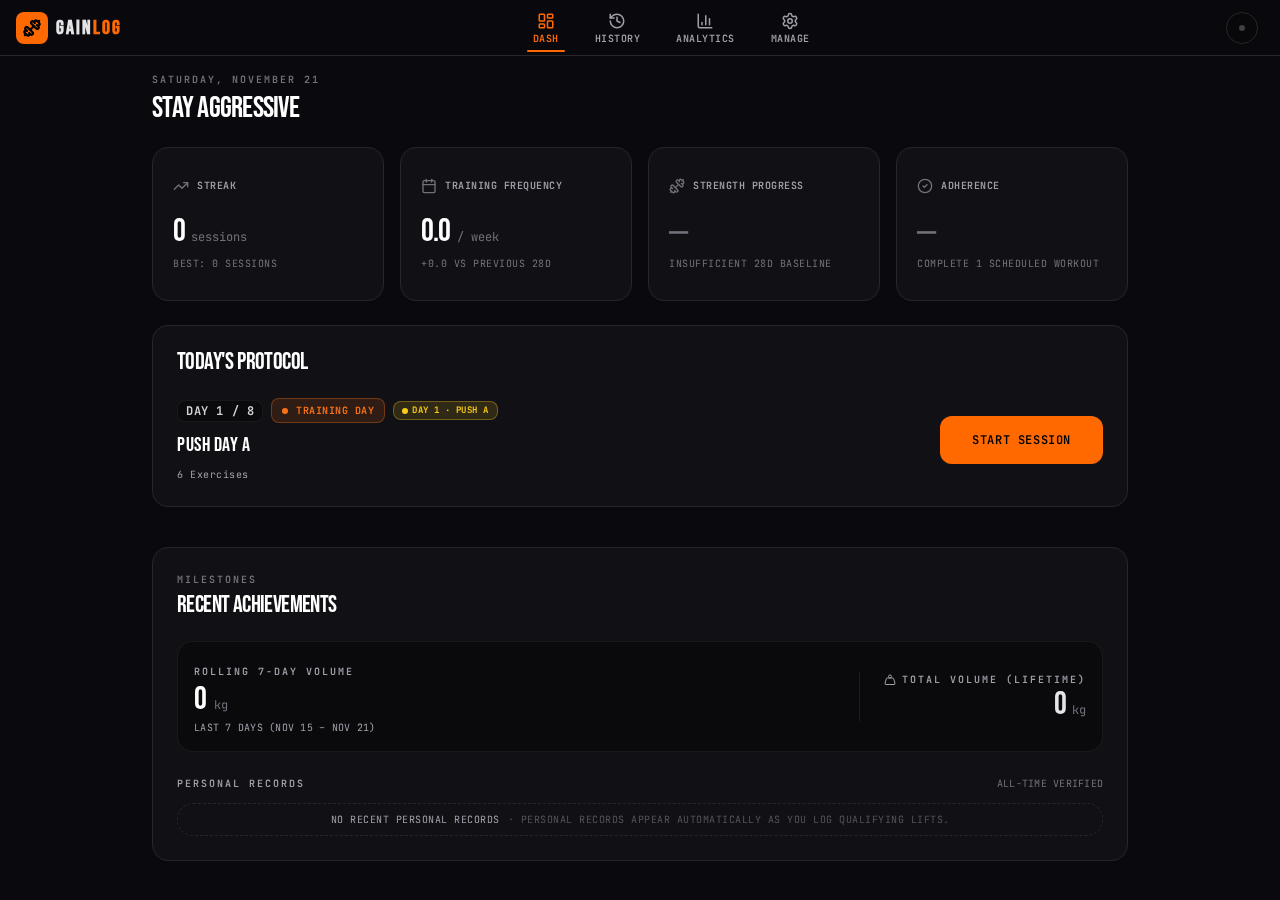 GAINLOG
DASH
HISTORY
ANALYTICS
MANAGE
SATURDAY, NOVEMBER 21
STAY AGGRESSIVE
STREAK
0 sessions
BEST: 0 SESSIONS
TRAINING FREQUENCY
0.0 / week
+0.0 VS PREVIOUS 28D
STRENGTH PROGRESS
—
INSUFFICIENT 28D BASELINE
ADHERENCE
—
COMPLETE 1 SCHEDULED WORKOUT
TODAY'S PROTOCOL
DAY 1 / 8
TRAINING DAY
DAY 1 · PUSH A
PUSH DAY A
6 Exercises
START SESSION
MILESTONES
RECENT ACHIEVEMENTS
ROLLING 7-DAY VOLUME
0 kg
LAST 7 DAYS (NOV 15 – NOV 21)
TOTAL VOLUME (LIFETIME)
0 kg
PERSONAL RECORDS
ALL-TIME VERIFIED
NO RECENT PERSONAL RECORDS · PERSONAL RECORDS APPEAR AUTOMATICALLY AS YOU LOG QUALIFYING LIFTS.